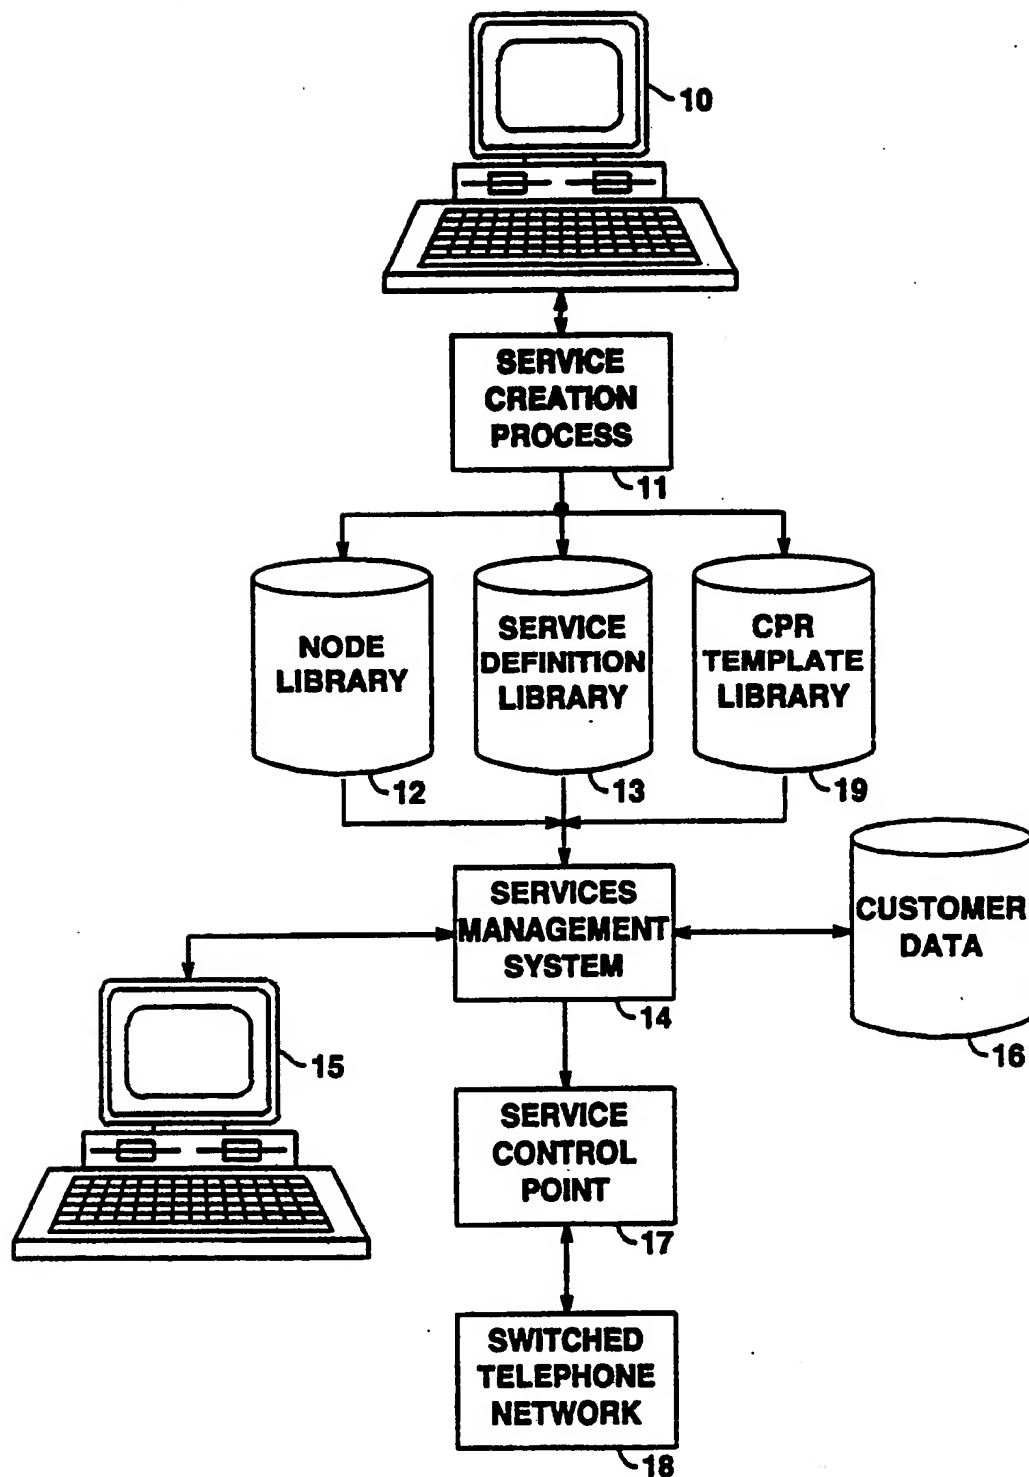 10
SERVICE
CREATION
PROCESS
11
NODE
LIBRARY
12
SERVICE
DEFINITION
LIBRARY
13
CPR
TEMPLATE
LIBRARY
19
SERVICES
MANAGEMENT
SYSTEM
14
CUSTOMER
DATA
16
15
SERVICE
CONTROL
POINT
17
SWITCHED
TELEPHONE
NETWORK
18